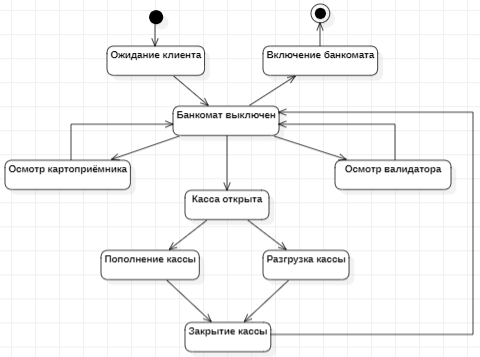 Ожидание клиента
Включение банкомата
Банкомат выключен
Осмотр картоприёмника
Осмотр валидатора
Касса открыта
Пополнение кассы
Разгрузка кассы
Закрытие кассы